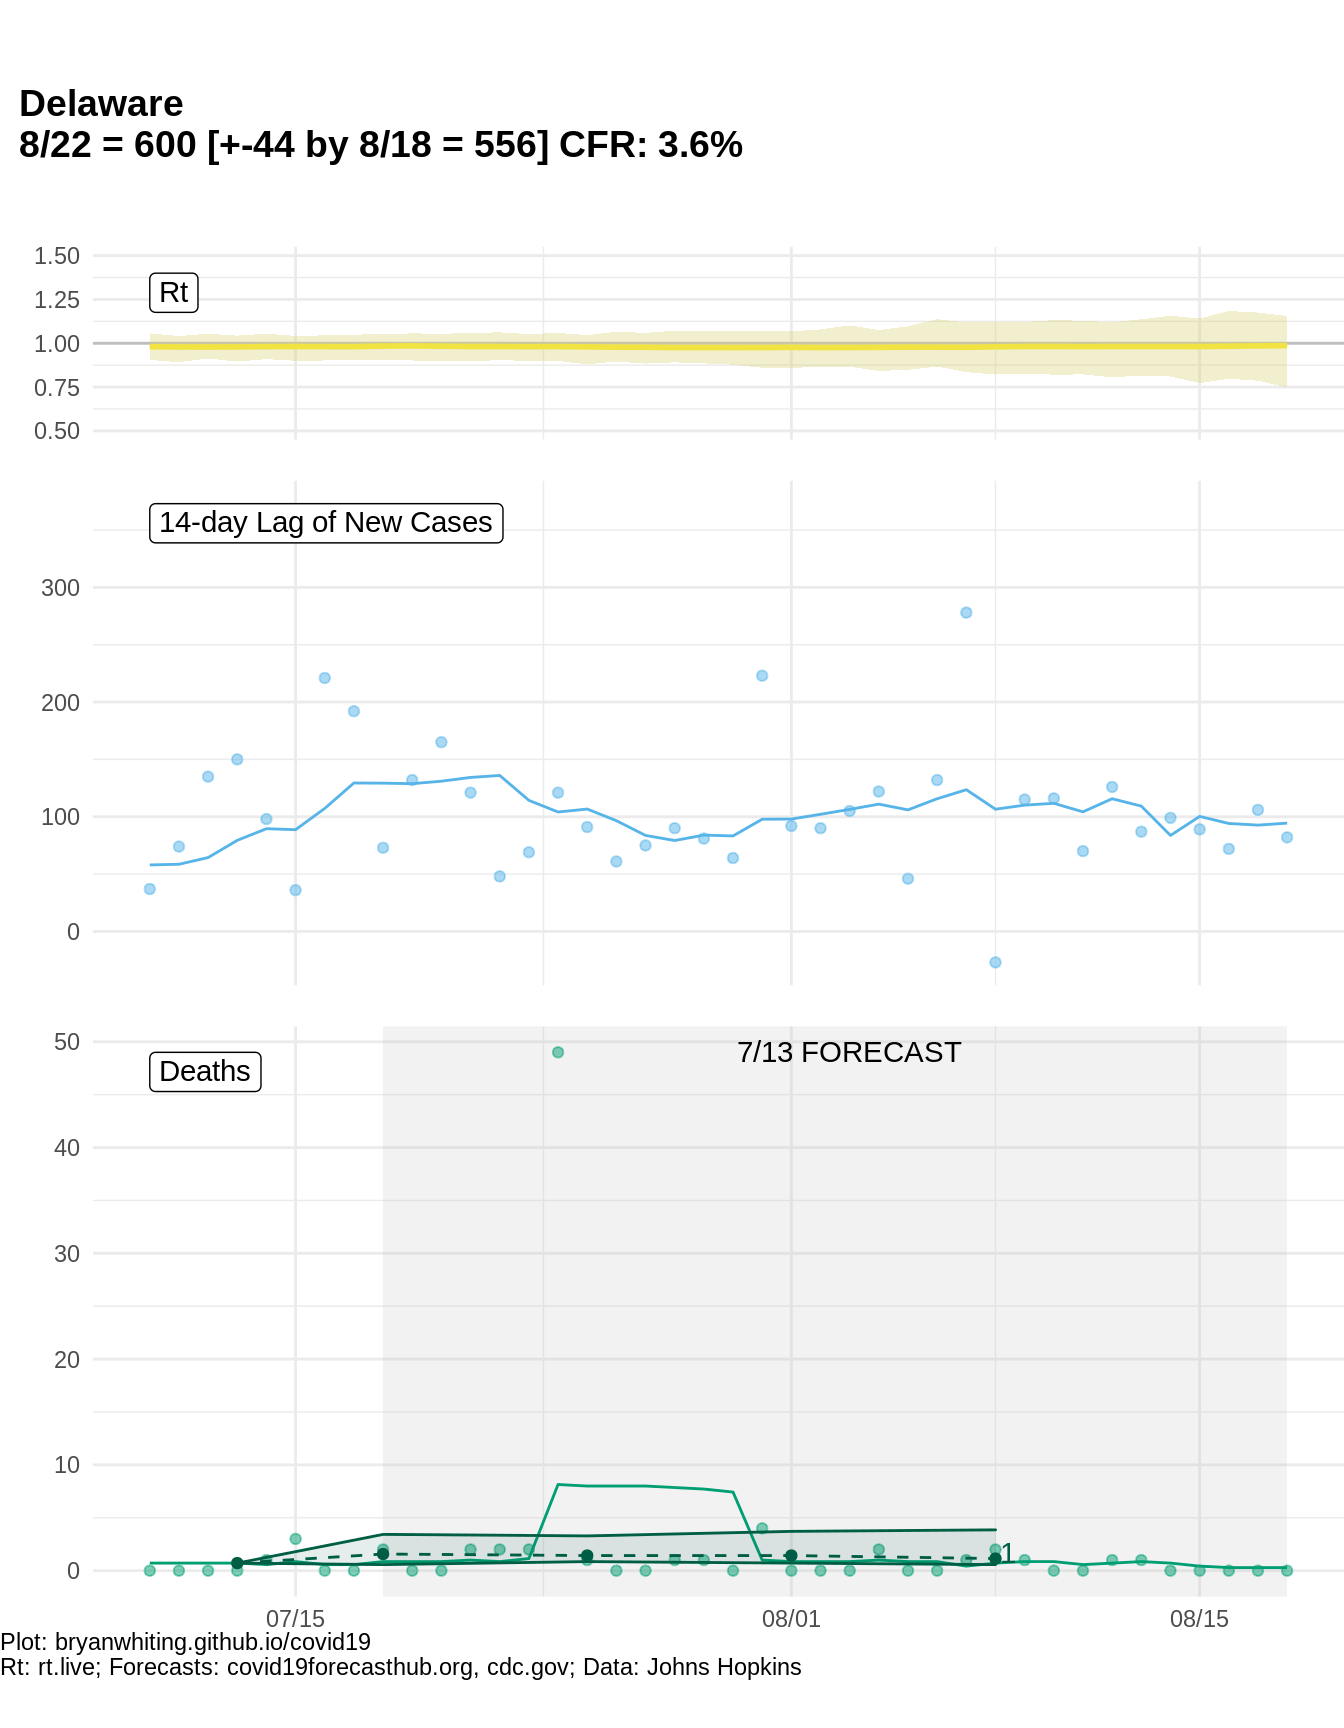 Delaware
8/22 = 600 [+-44 by 8/18 = 556] CFR: 3.6%
1.50
Rt
1.25
1.00
0.75
0.50
14-day Lag of New Cases
300
200
100
0
50
7/13 FORECAST
Deaths
40
30
20
10
1
0
07/15 08/01 08/15
Plot: bryanwhiting.github.io/covid19
Rt: rt.live; Forecasts: covid19forecasthub.org, cdc.gov; Data: Johns Hopkins